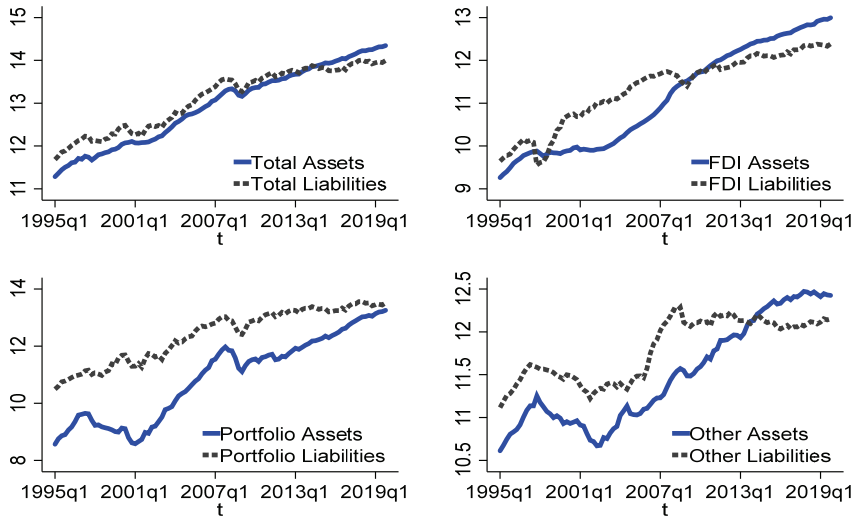 15
14
13
12
11
Total Assets
Total Liabilities
1995q1 2001q1 2007q1 2013q1 2019q1
t
13
12
11
10
9
FDI Assets
FDI Liabilities
1995q1 2001q1 2007q1 2013q1 2019q1
t
14
12
10
8
Portfolio Assets
Portfolio Liabilities
1995q1 2001q1 2007q1 2013q1 2019q1
t
12.5
12
11.5
11
10.5
Other Assets
Other Liabilities
1995q1 2001q1 2007q1 2013q1 2019q1
t